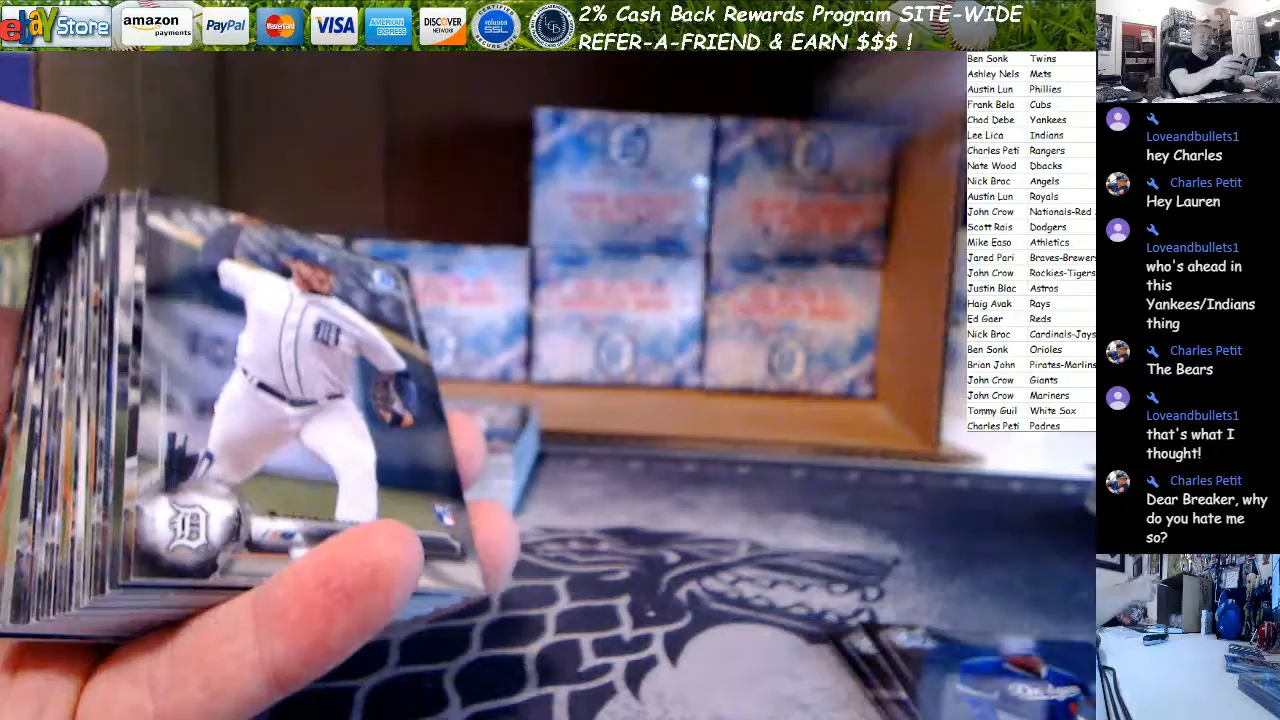 ebay Store
amazon
payments
PayPal
MasterCard
VISA
AMERICAN
EXPRESS
DISCOVER
NETWORK
CERTIFIED
volusion
SSL
SECURE SITE
2% Cash Back Rewards Program SITE-WIDE
REFER-A-FRIEND & EARN $$$ !
Ben Sonk Twins
Ashley Nels Mets
Austin Lun Phillies
Frank Bela Cubs
Chad Debe Yankees
Lee Lica Indians
Charles Peti Rangers
Nate Wood Dbacks
Nick Broc Angels
Austin Lun Royals
John Crow Nationals-Red
Scott Rais Dodgers
Mike Easo Athletics
Jared Pari Braves-Brewers
John Crow Rockies-Tigers
Justin Blac Astros
Haig Avak Rays
Ed Gaer Reds
Nick Broc Cardinals-Jays
Ben Sonk Orioles
Brian John Pirates-Marlins
John Crow Giants
John Crow Mariners
Tommy Guil White Sox
Charles Peti Padres
Loveandbullets1
hey Charles
Charles Petit
Hey Lauren
Loveandbullets1
who's ahead in
this
Yankees/Indians
thing
Charles Petit
The Bears
Loveandbullets1
that's what I
thought!
Charles Petit
Dear Breaker, why
do you hate me
so?
D
Dodgers